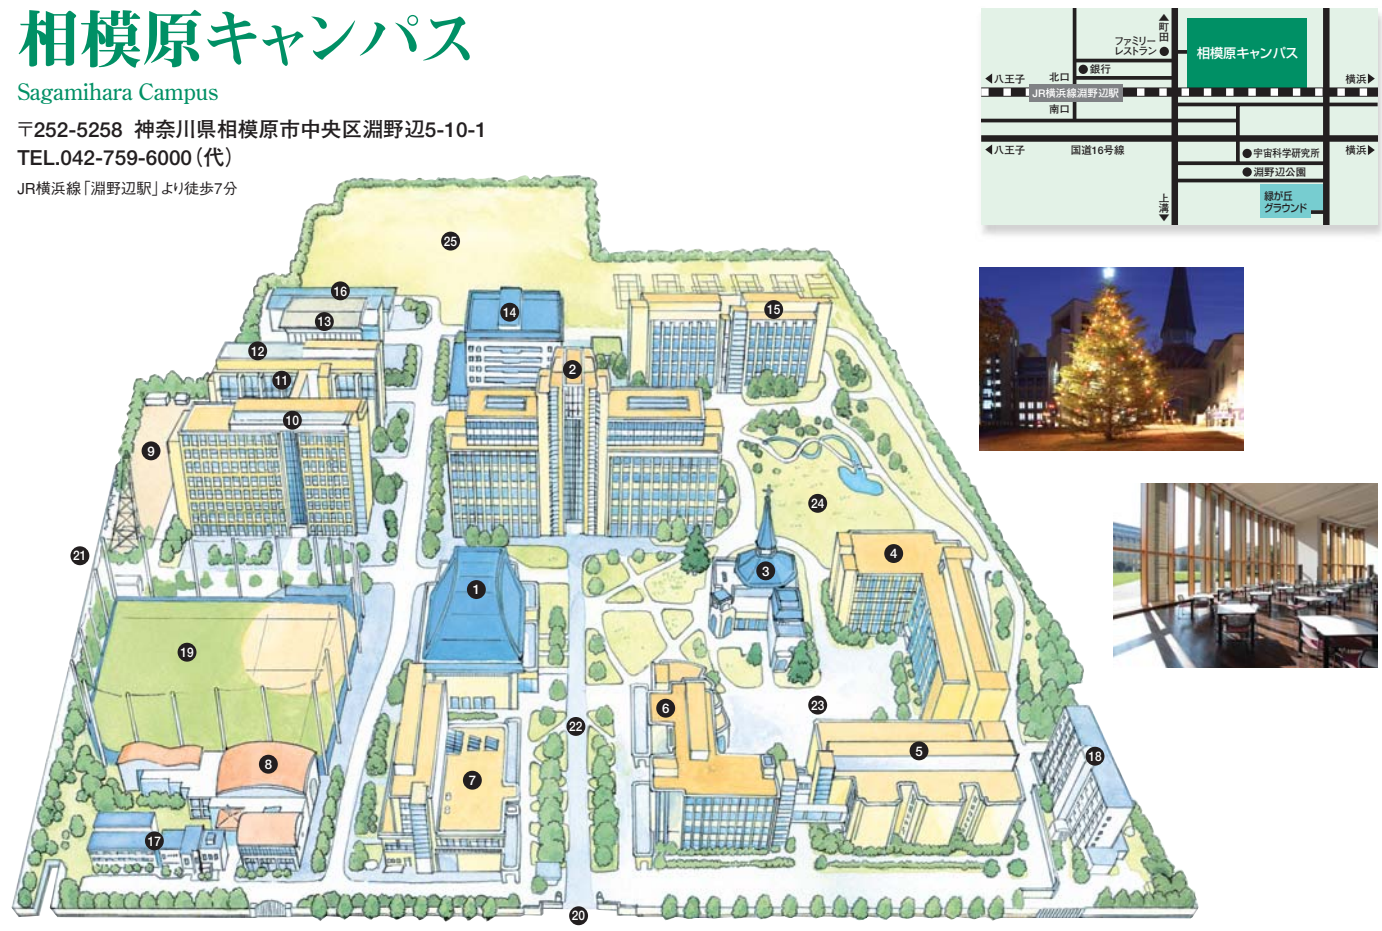 相模原キャンパス
Sagamihara Campus
〒252-5258 神奈川県相模原市中央区淵野辺5-10-1
TEL.042-759-6000（代）
JR横浜線「淵野辺駅」より徒歩7分
▲町田
ファミリー
レストラン
相模原キャンパス
銀行
◀八王子
北口
横浜▶
JR横浜線淵野辺駅
南口
◀八王子
国道16号線
宇宙科学研究所
横浜▶
淵野辺公園
上溝▼
緑が丘
グラウンド
25
16
14
15
13
12
2
11
10
9
24
21
4
3
1
19
23
6
22
5
18
8
7
17
20